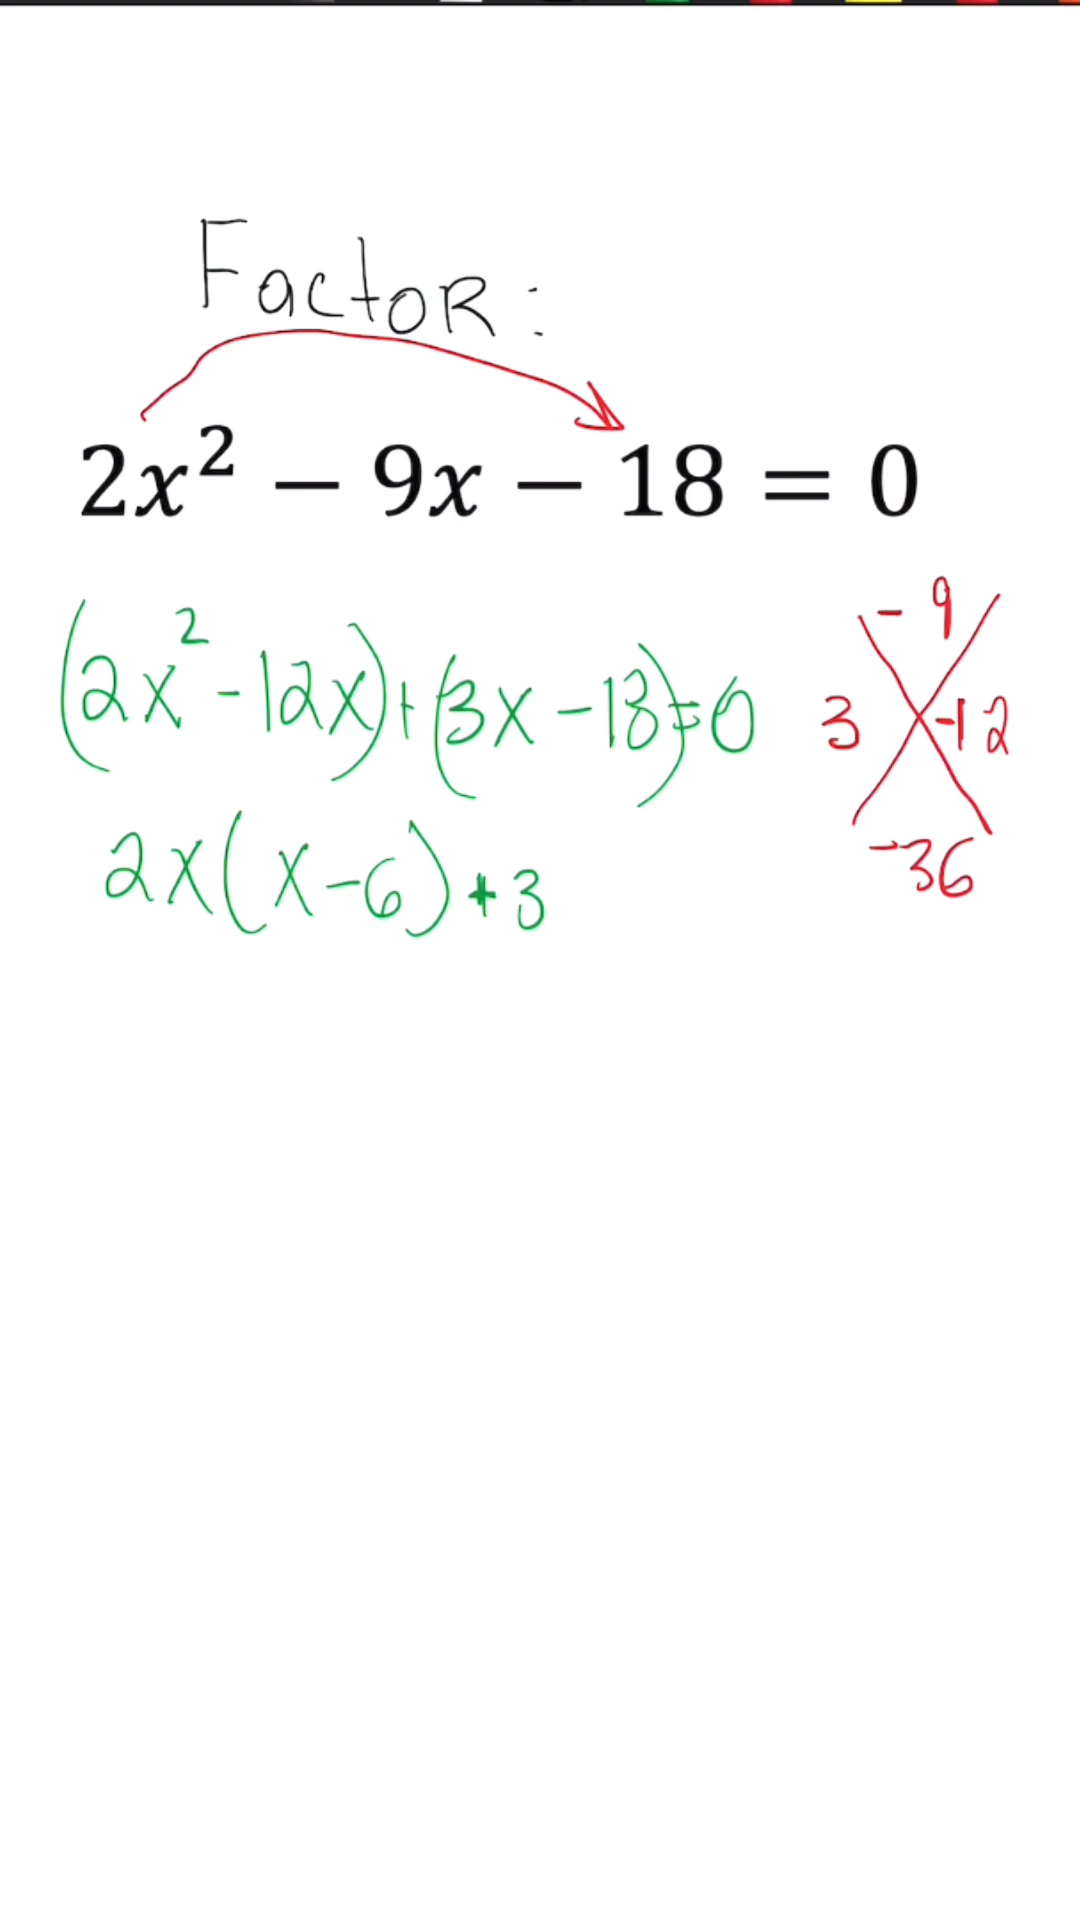 Factor:
2x² − 9x − 18 = 0
(2x² - 12x) + (3x - 18) = 0
- 9
3 -12
-36
2x(x-6) + 3